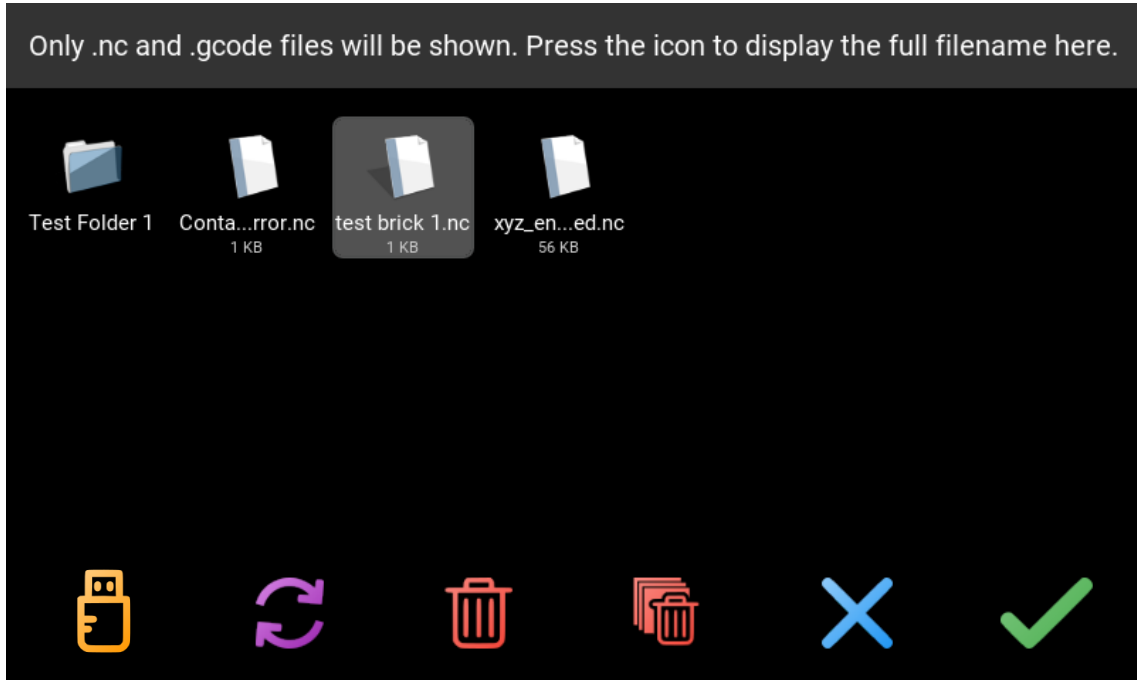 Only .nc and .gcode files will be shown. Press the icon to display the full filename here.
Test Folder 1
Conta...rror.nc
1 KB
test brick 1.nc
1 KB
xyz_en...ed.nc
56 KB